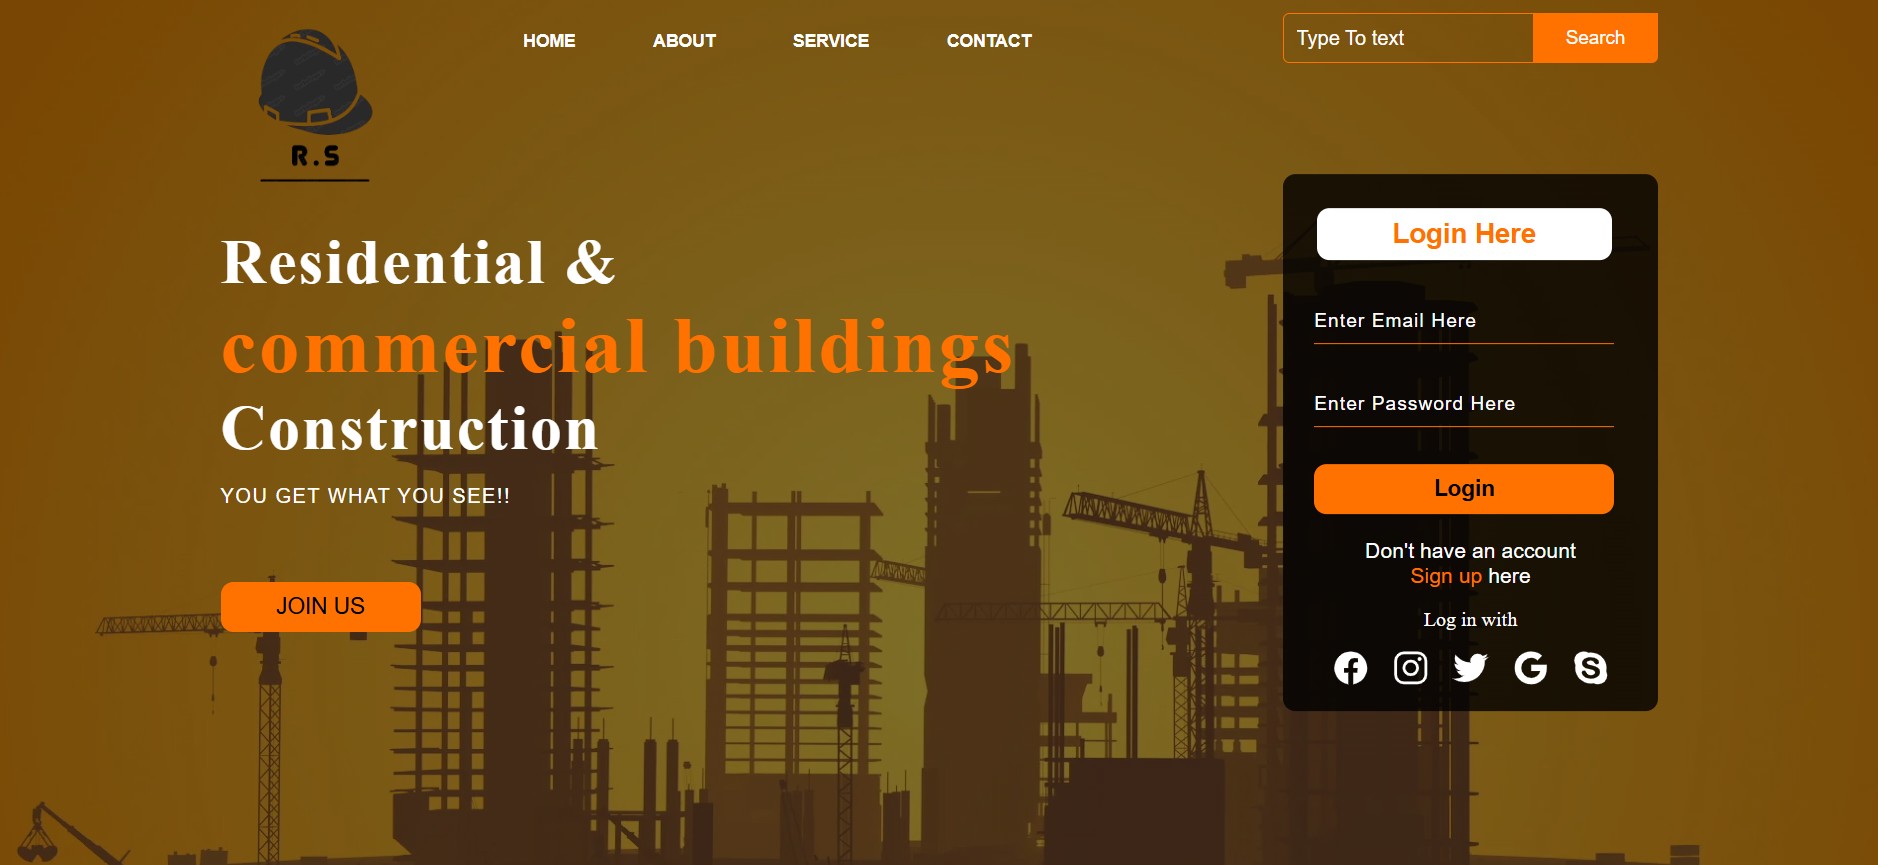 HOME ABOUT SERVICE CONTACT
Type To text Search
R.S
Residential &
commercial buildings
Construction
YOU GET WHAT YOU SEE!!
JOIN US
Login Here
Enter Email Here
Enter Password Here
Login
Don't have an account
Sign up here
Log in with